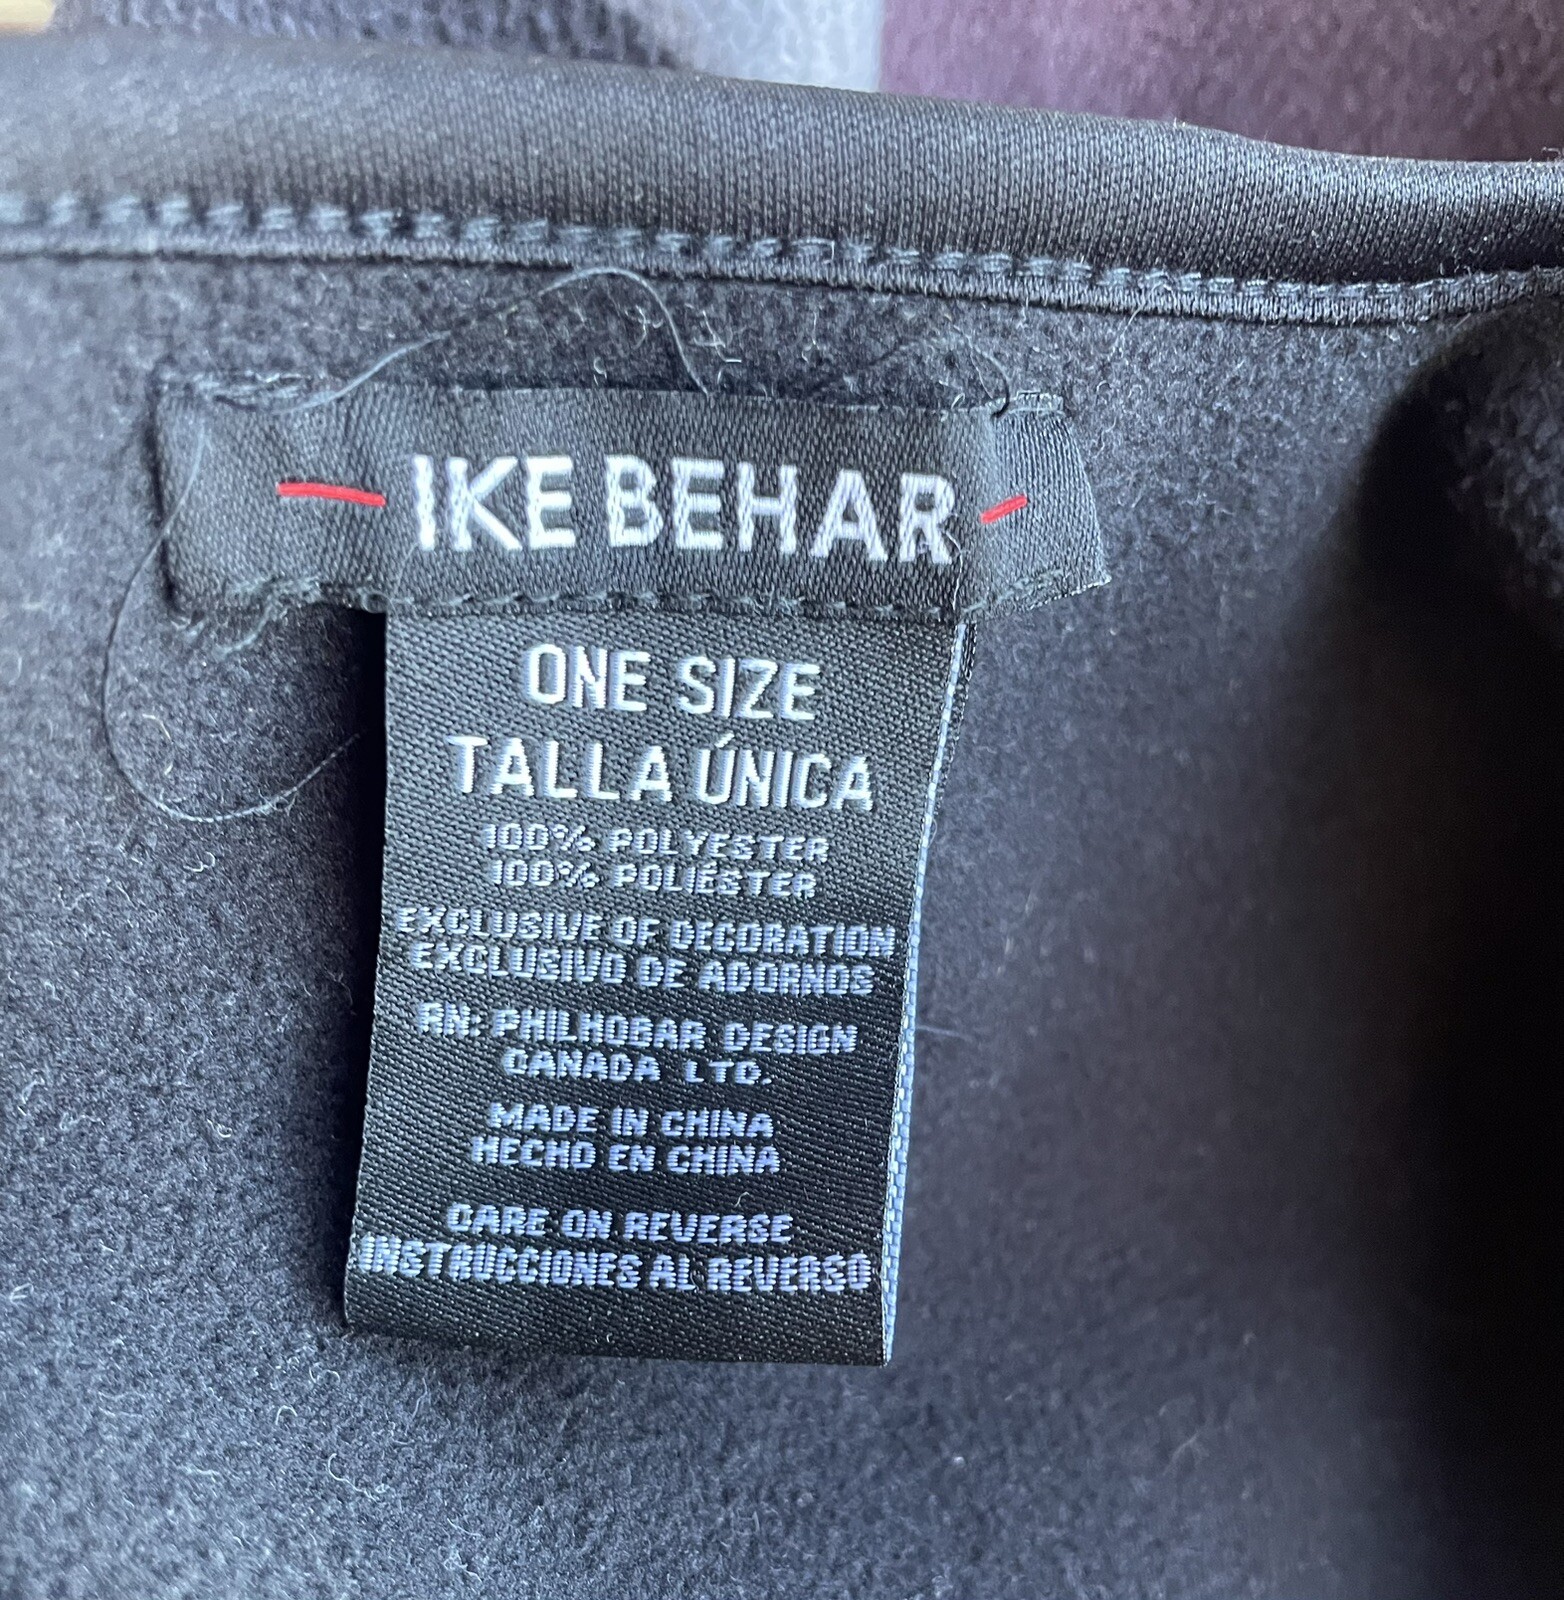 IKE BEHAR
ONE SIZE
TALLA ÚNICA
100% POLYESTER
100% POLIÉSTER
EXCLUSIVE OF DECORATION
EXCLUSIVO DE ADORNOS
RN: PHILHOBAR DESIGN
CANADA LTD.
MADE IN CHINA
HECHO EN CHINA
CARE ON REVERSE
INSTRUCCIONES AL REVERSO